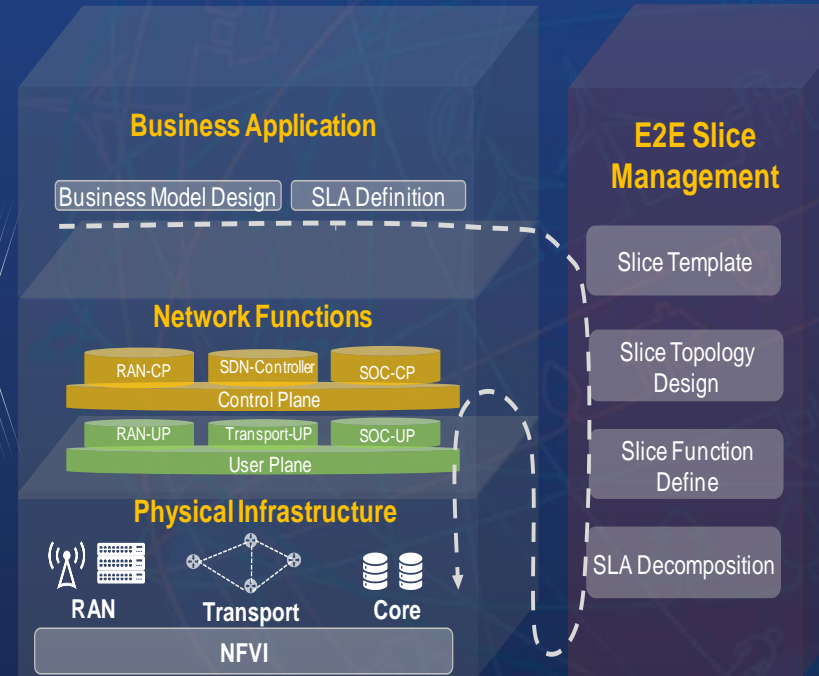 Business Application
Business Model Design
SLA Definition
Network Functions
RAN-CP
SDN-Controller
SOC-CP
Control Plane
RAN-UP
Transport-UP
SOC-UP
User Plane
Physical Infrastructure
RAN
Transport
Core
NFVI
E2E Slice
Management
Slice Template
Slice Topology
Design
Slice Function
Define
SLA Decomposition